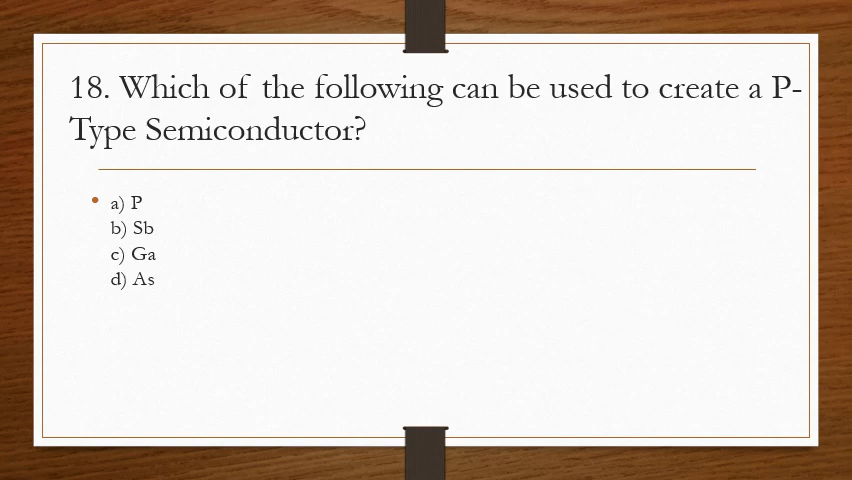 18. Which of the following can be used to create a P-
Type Semiconductor?
• a) P
b) Sb
c) Ga
d) As